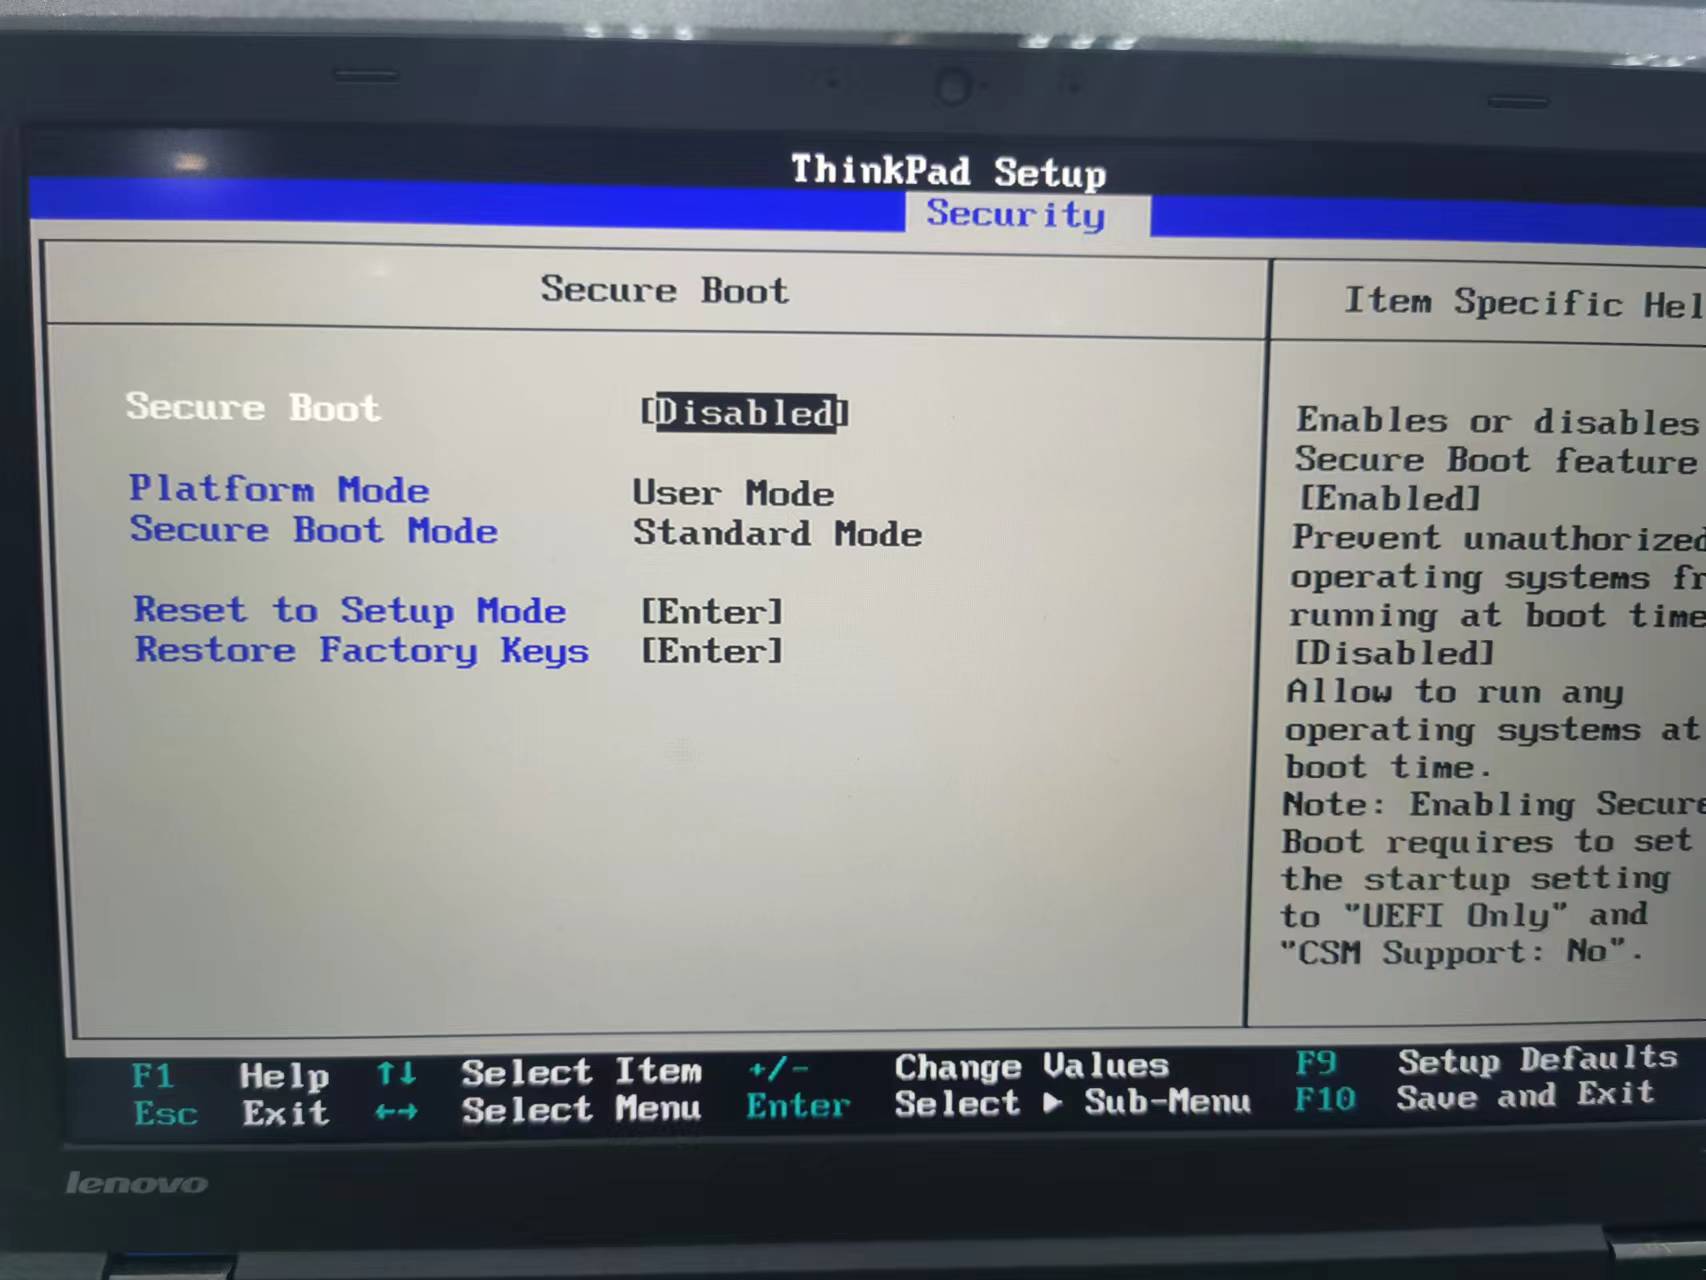 ThinkPad Setup
Security
Secure Boot
Secure Boot [Disabled]
Platform Mode User Mode
Secure Boot Mode Standard Mode
Reset to Setup Mode [Enter]
Restore Factory Keys [Enter]
Item Specific Hel
Enables or disables
Secure Boot feature
[Enabled]
Prevent unauthorized
operating systems fr
running at boot time
[Disabled]
Allow to run any
operating systems at
boot time.
Note: Enabling Secure
Boot requires to set
the startup setting
to "UEFI Only" and
"CSM Support: No".
F1 Help ↑↓ Select Item +/- Change Values F9 Setup Defaults
Esc Exit ←→ Select Menu Enter Select ▶ Sub-Menu F10 Save and Exit
lenovo